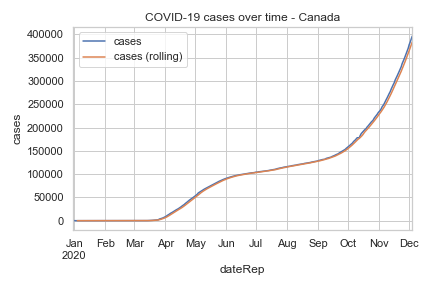 COVID-19 cases over time - Canada
cases
cases (rolling)
400000
350000
300000
250000
200000
150000
100000
50000
0
cases
Jan Feb Mar Apr May Jun Jul Aug Sep Oct Nov Dec
2020
dateRep